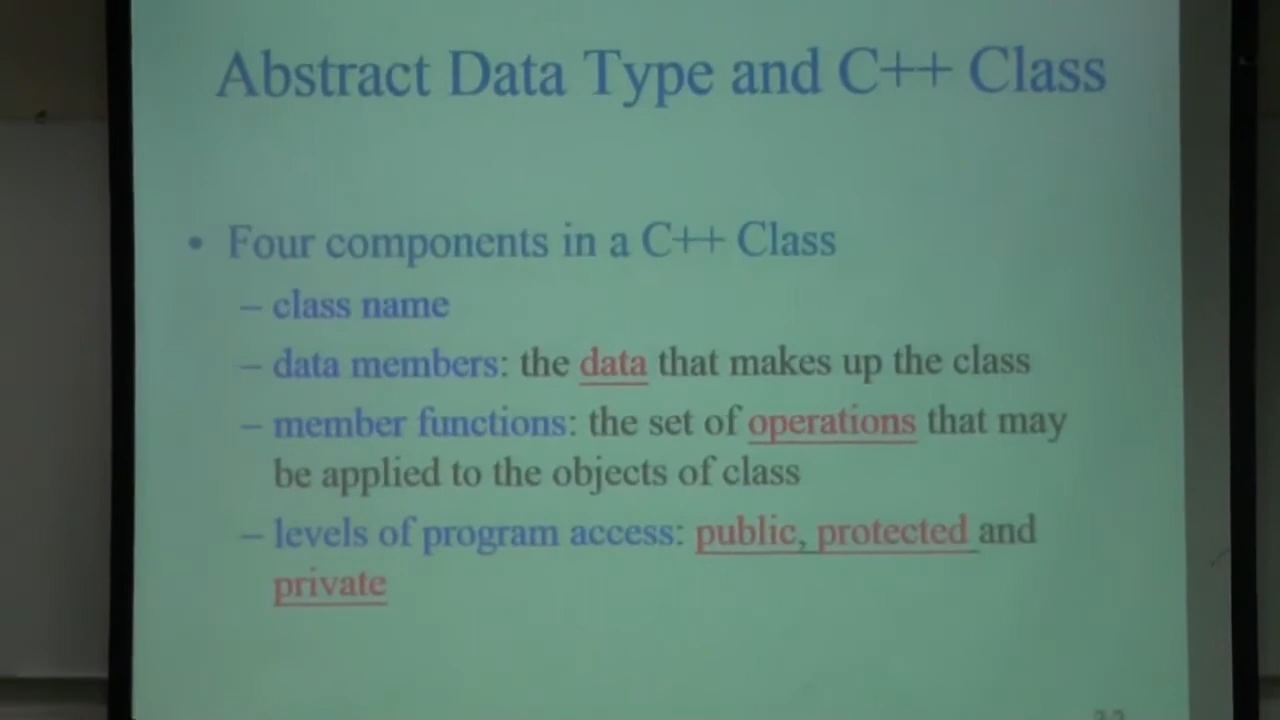 Abstract Data Type and C++ Class
• Four components in a C++ Class
– class name
– data members: the data that makes up the class
– member functions: the set of operations that may
be applied to the objects of class
– levels of program access: public, protected and
private